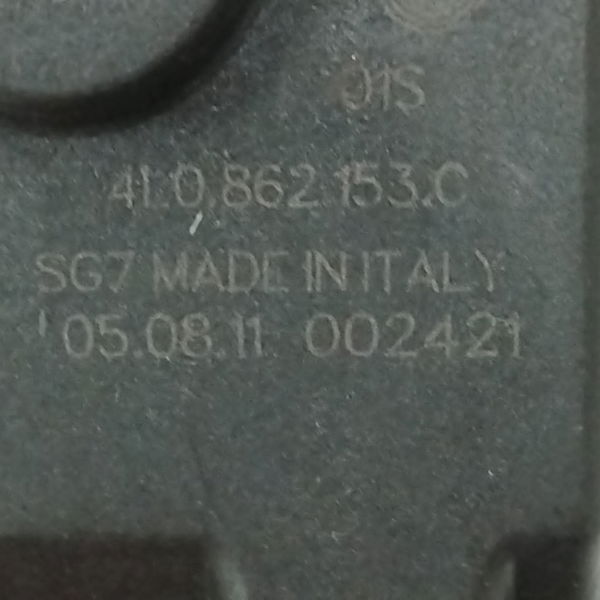 01S
4L0.862.153.C
SG7 MADE IN ITALY
05.08.11 002421